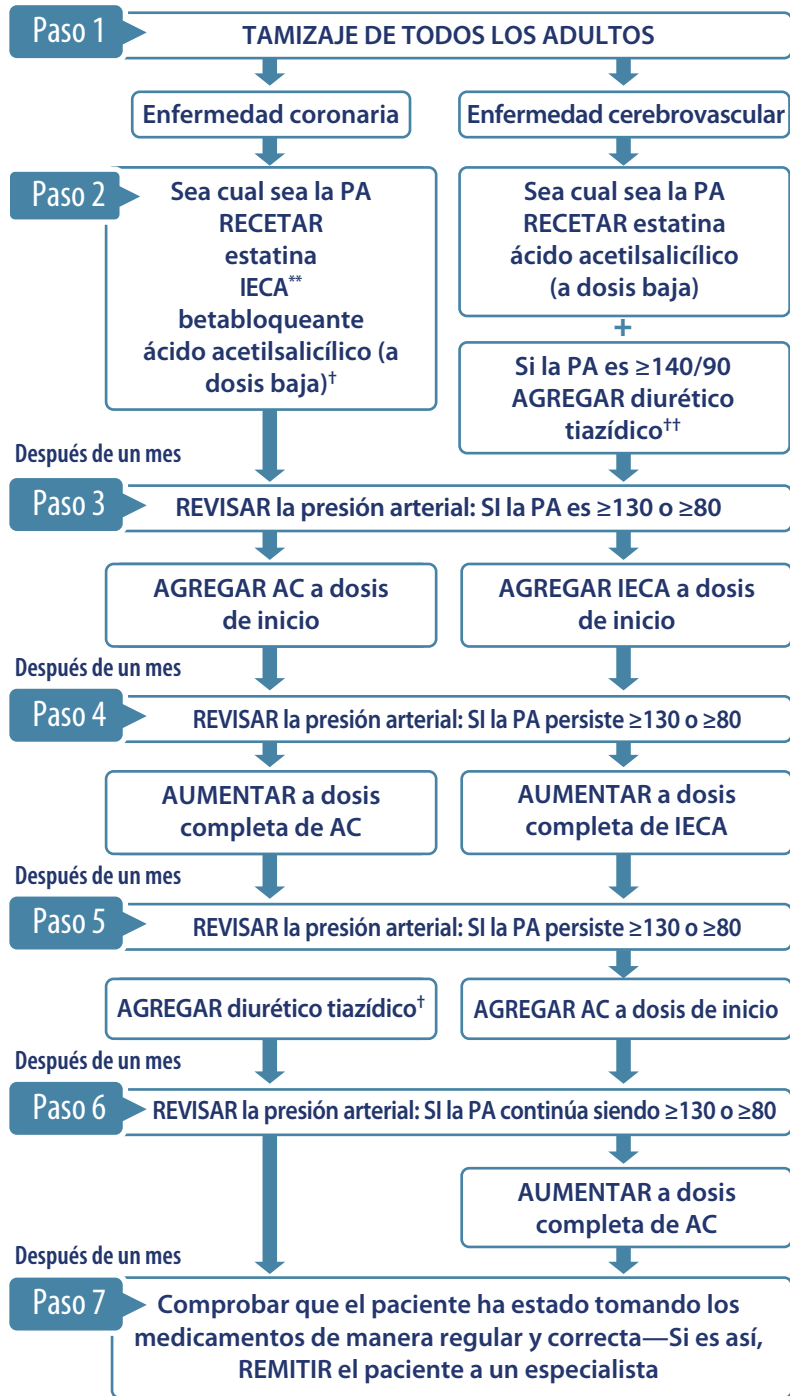 Paso 1
TAMIZAJE DE TODOS LOS ADULTOS
Enfermedad coronaria
Enfermedad cerebrovascular
Paso 2
Sea cual sea la PA
RECETAR
estatina
IECA**
betabloqueante
ácido acetilsalicílico (a
dosis baja)†
Sea cual sea la PA
RECETAR estatina
ácido acetilsalicílico
(a dosis baja)
+
Si la PA es ≥140/90
AGREGAR diurético
tiazídico††
Después de un mes
Paso 3
REVISAR la presión arterial: SI la PA es ≥130 o ≥80
AGREGAR AC a dosis
de inicio
AGREGAR IECA a dosis
de inicio
Después de un mes
Paso 4
REVISAR la presión arterial: SI la PA persiste ≥130 o ≥80
AUMENTAR a dosis
completa de AC
AUMENTAR a dosis
completa de IECA
Después de un mes
Paso 5
REVISAR la presión arterial: SI la PA persiste ≥130 o ≥80
AGREGAR diurético tiazídico†
AGREGAR AC a dosis de inicio
Después de un mes
Paso 6
REVISAR la presión arterial: SI la PA continúa siendo ≥130 o ≥80
AUMENTAR a dosis
completa de AC
Después de un mes
Paso 7
Comprobar que el paciente ha estado tomando los
medicamentos de manera regular y correcta—Si es así,
REMITIR el paciente a un especialista